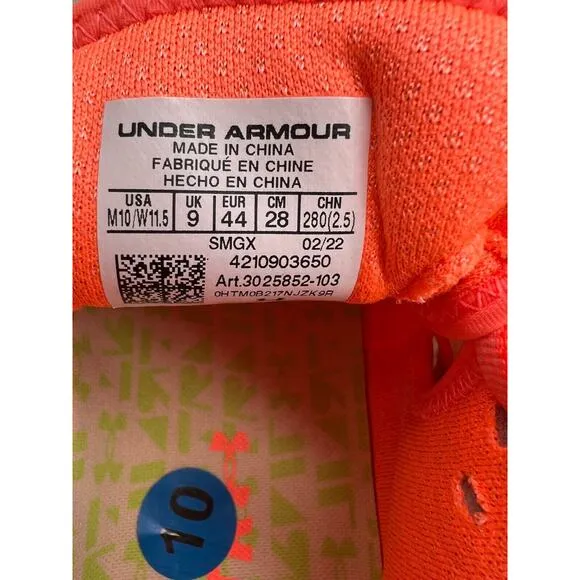 UNDER ARMOUR
MADE IN CHINA
FABRIQUÉ EN CHINE
HECHO EN CHINA
USA UK EUR CM CHN
M10/W11.5 9 44 28 280(2.5)
SMGX 02/22
4210903650
Art.3025852-103
0HTM0B217NJZK9R
10